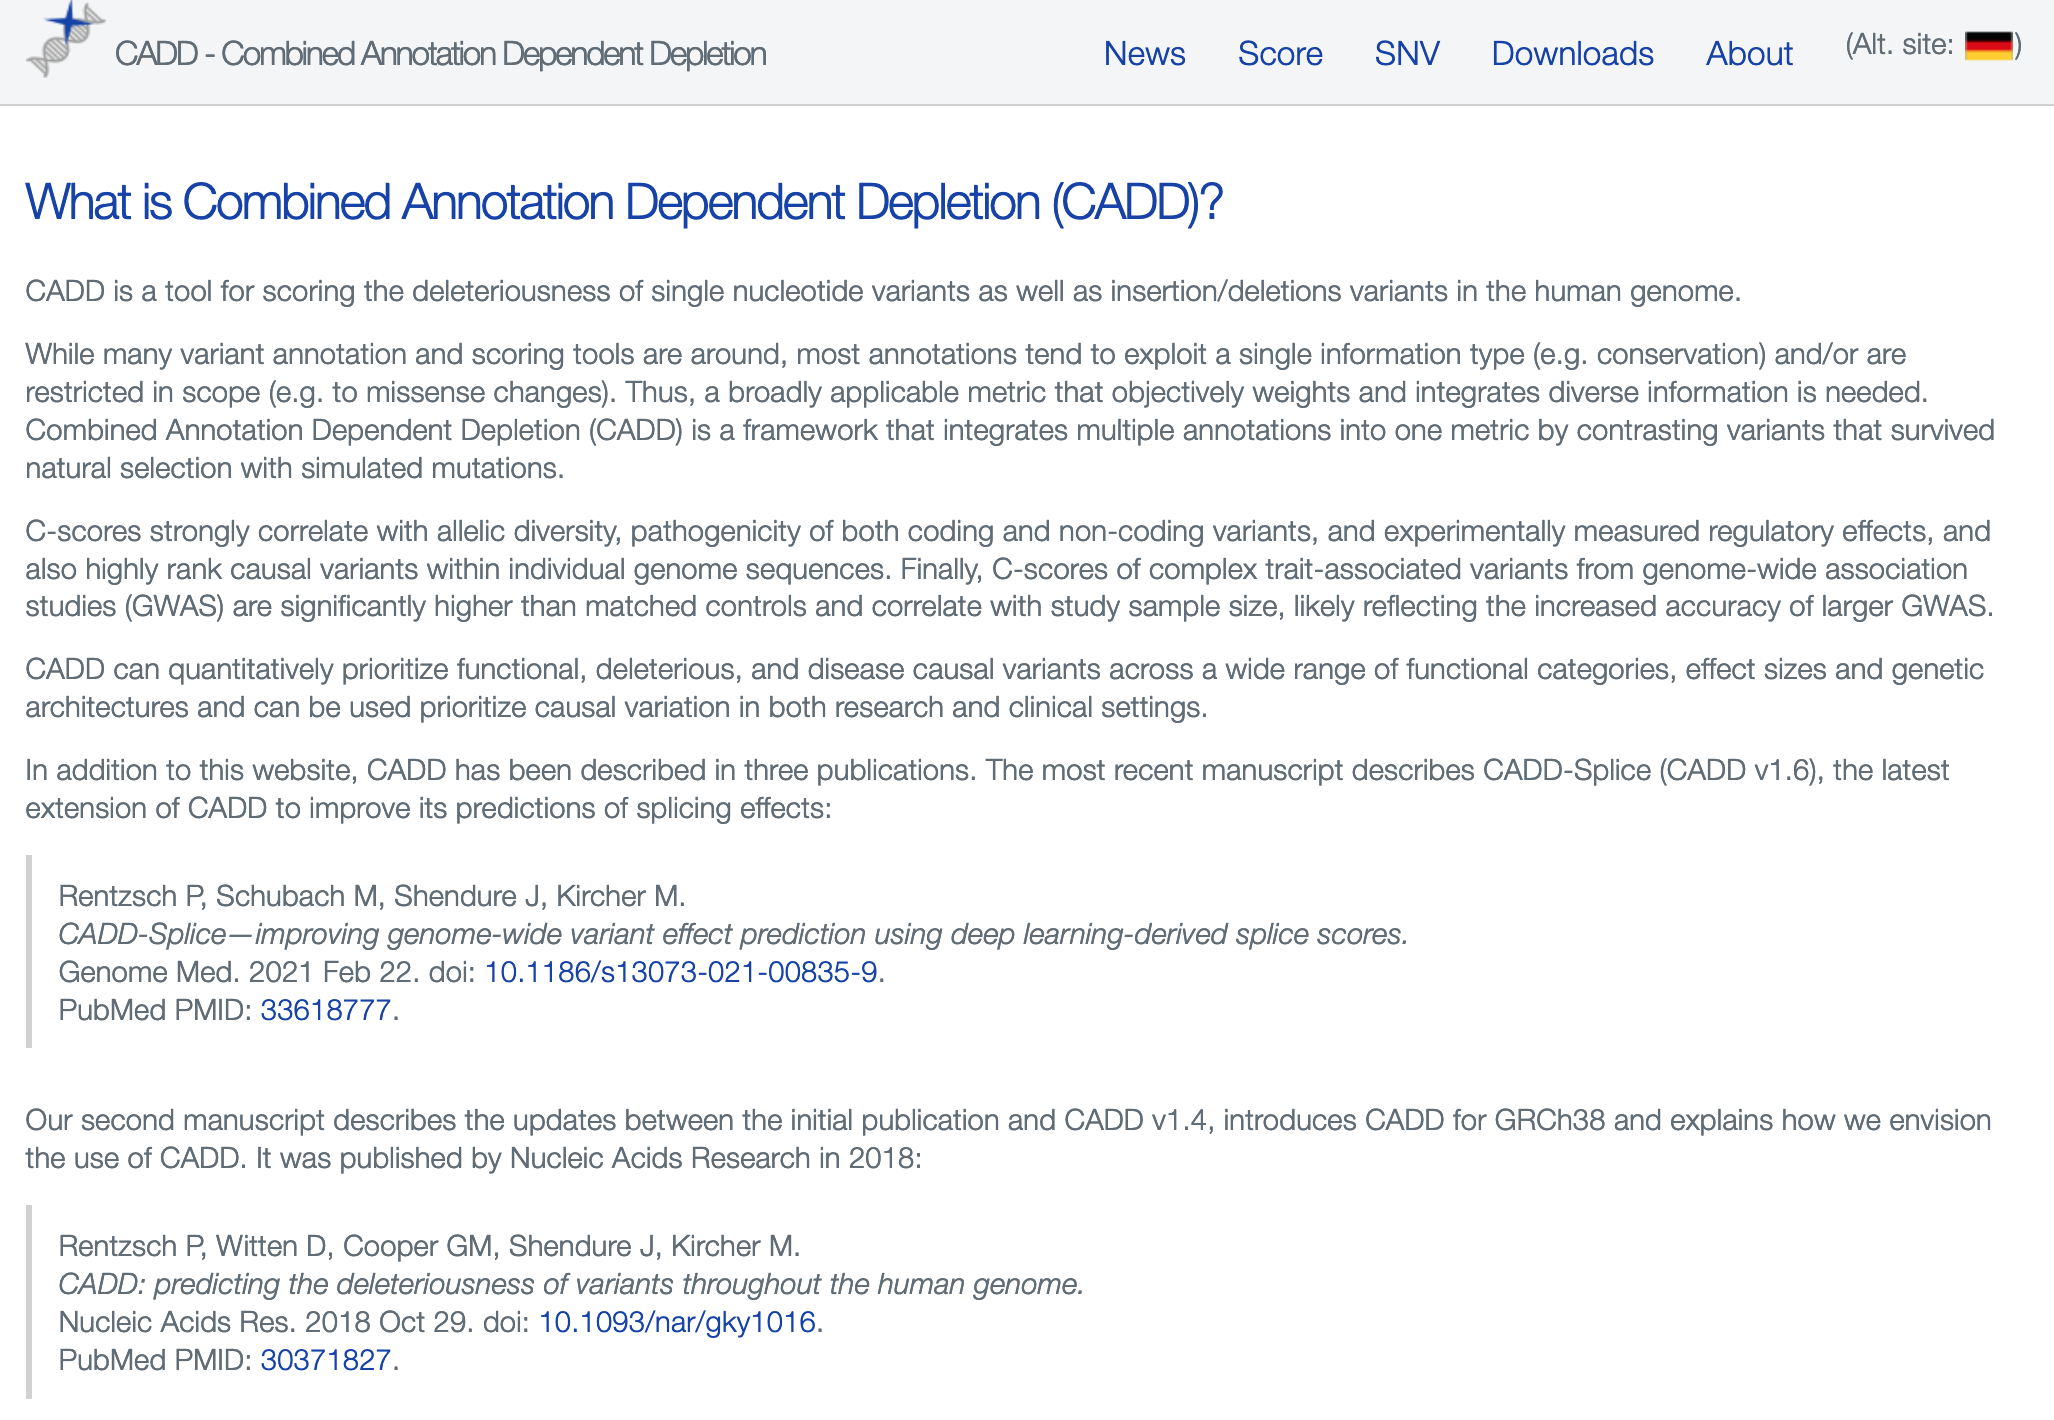 CADD - Combined Annotation Dependent Depletion
News Score SNV Downloads About (Alt. site: )
What is Combined Annotation Dependent Depletion (CADD)?
CADD is a tool for scoring the deleteriousness of single nucleotide variants as well as insertion/deletions variants in the human genome.
While many variant annotation and scoring tools are around, most annotations tend to exploit a single information type (e.g. conservation) and/or are
restricted in scope (e.g. to missense changes). Thus, a broadly applicable metric that objectively weights and integrates diverse information is needed.
Combined Annotation Dependent Depletion (CADD) is a framework that integrates multiple annotations into one metric by contrasting variants that survived
natural selection with simulated mutations.
C-scores strongly correlate with allelic diversity, pathogenicity of both coding and non-coding variants, and experimentally measured regulatory effects, and
also highly rank causal variants within individual genome sequences. Finally, C-scores of complex trait-associated variants from genome-wide association
studies (GWAS) are significantly higher than matched controls and correlate with study sample size, likely reflecting the increased accuracy of larger GWAS.
CADD can quantitatively prioritize functional, deleterious, and disease causal variants across a wide range of functional categories, effect sizes and genetic
architectures and can be used prioritize causal variation in both research and clinical settings.
In addition to this website, CADD has been described in three publications. The most recent manuscript describes CADD-Splice (CADD v1.6), the latest
extension of CADD to improve its predictions of splicing effects:
Rentzsch P, Schubach M, Shendure J, Kircher M.
CADD-Splice—improving genome-wide variant effect prediction using deep learning-derived splice scores.
Genome Med. 2021 Feb 22. doi: 10.1186/s13073-021-00835-9.
PubMed PMID: 33618777.
Our second manuscript describes the updates between the initial publication and CADD v1.4, introduces CADD for GRCh38 and explains how we envision
the use of CADD. It was published by Nucleic Acids Research in 2018:
Rentzsch P, Witten D, Cooper GM, Shendure J, Kircher M.
CADD: predicting the deleteriousness of variants throughout the human genome.
Nucleic Acids Res. 2018 Oct 29. doi: 10.1093/nar/gky1016.
PubMed PMID: 30371827.